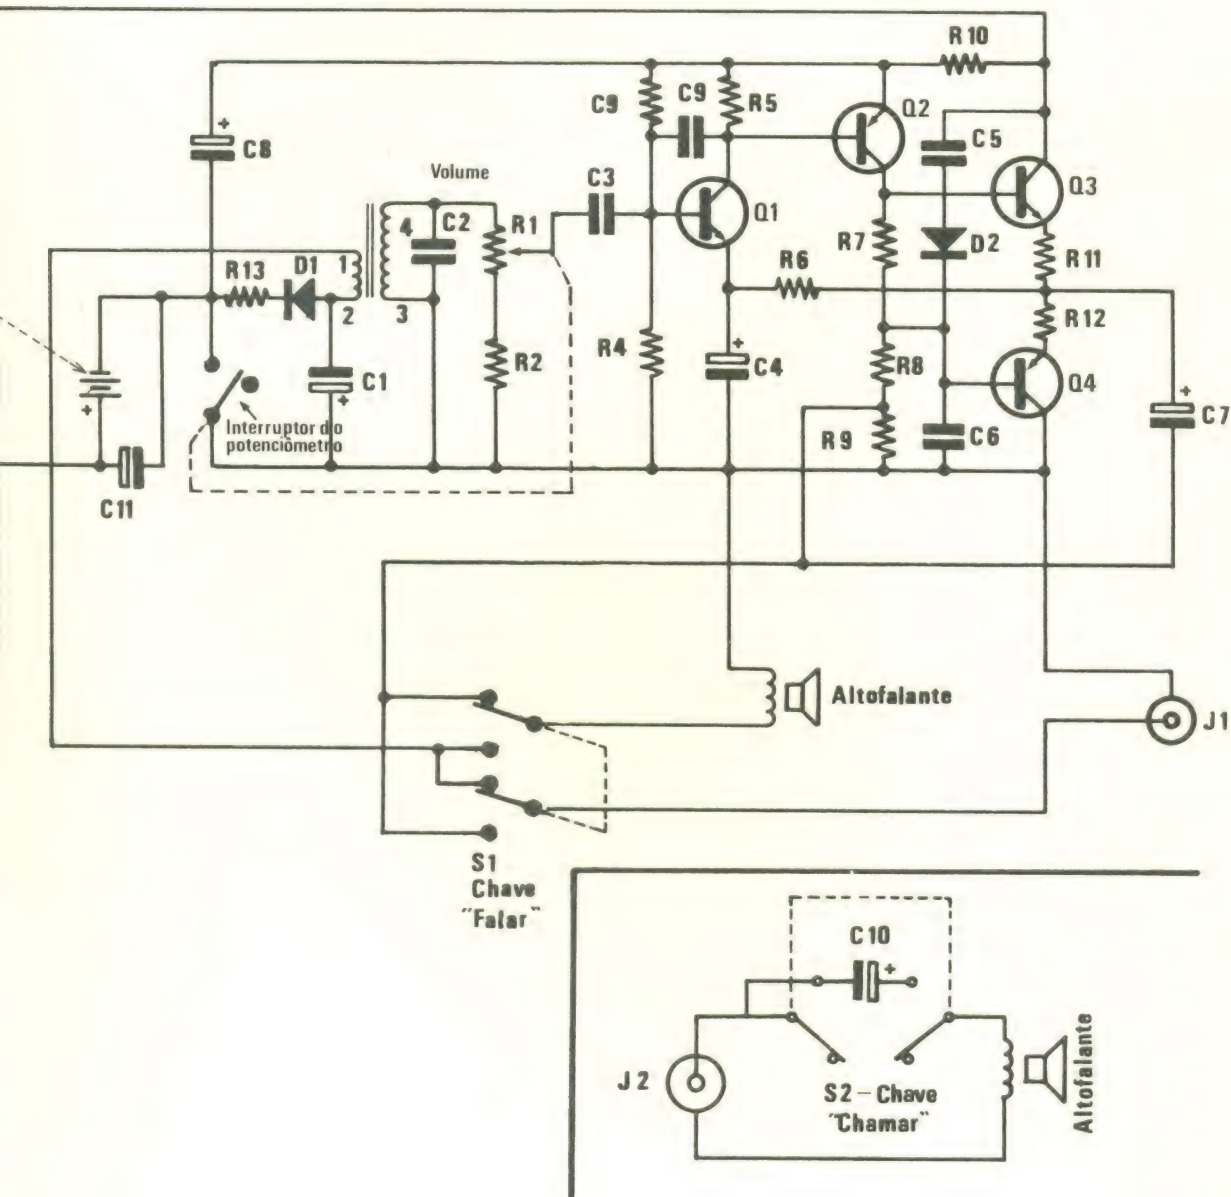 R10
C9
C9
R5
Q2
C8
C5
Volume
C3
Q3
4
C2
R1
Q1
R7
D2
1
R13
D1
R6
R11
2
3
R12
R4
C4
R8
Q4
C1
R2
Interruptor do
potenciômetro
R9
C6
C7
C11
Altofalante
J1
S1
Chave
"Falar"
C10
J2
S2 - Chave
"Chamar"
Altofalante
+
+
+
+
+
+